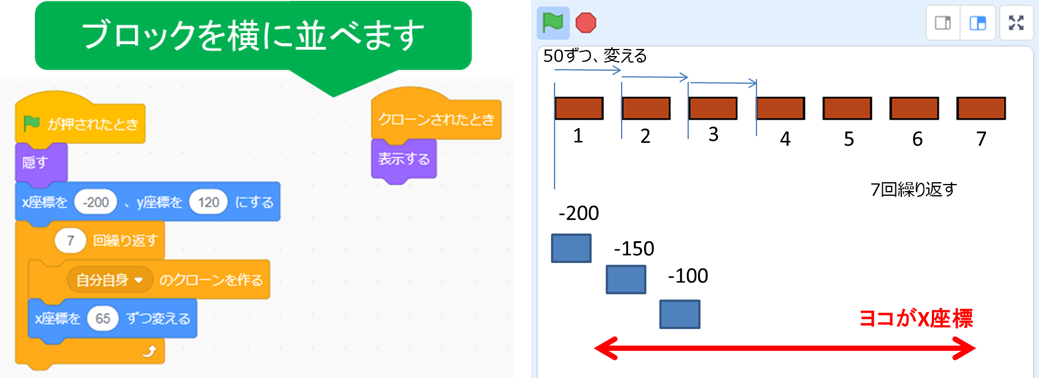 ブロックを横に並べます
が押されたとき
隠す
x座標を -200 、y座標を 120 にする
7 回繰り返す
自分自身 のクローンを作る
x座標を 65 ずつ変える
クローンされたとき
表示する
50ずつ、変える
1 2 3 4 5 6 7
7回繰り返す
-200
-150
-100
ヨコがX座標